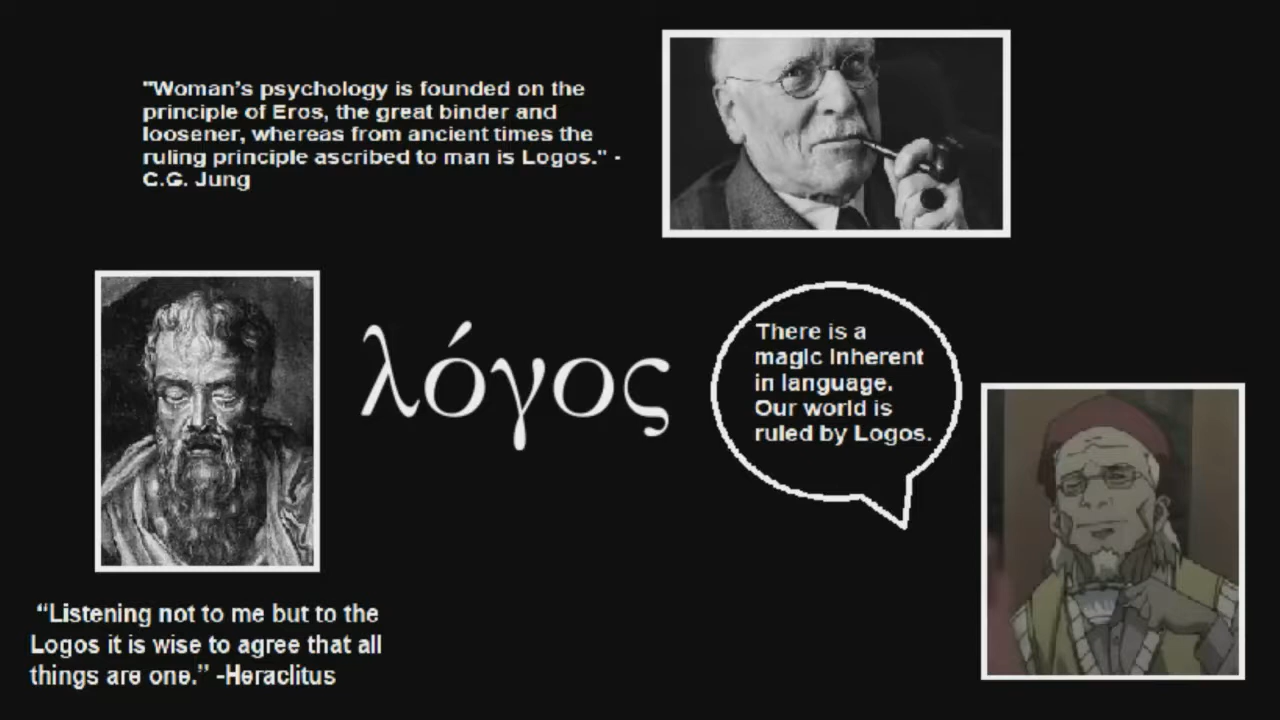 "Woman's psychology is founded on the
principle of Eros, the great binder and
loosener, whereas from ancient times the
ruling principle ascribed to man is Logos." -
C.G. Jung
λόγος
There is a
magic inherent
in language.
Our world is
ruled by Logos.
“Listening not to me but to the
Logos it is wise to agree that all
things are one.” -Heraclitus